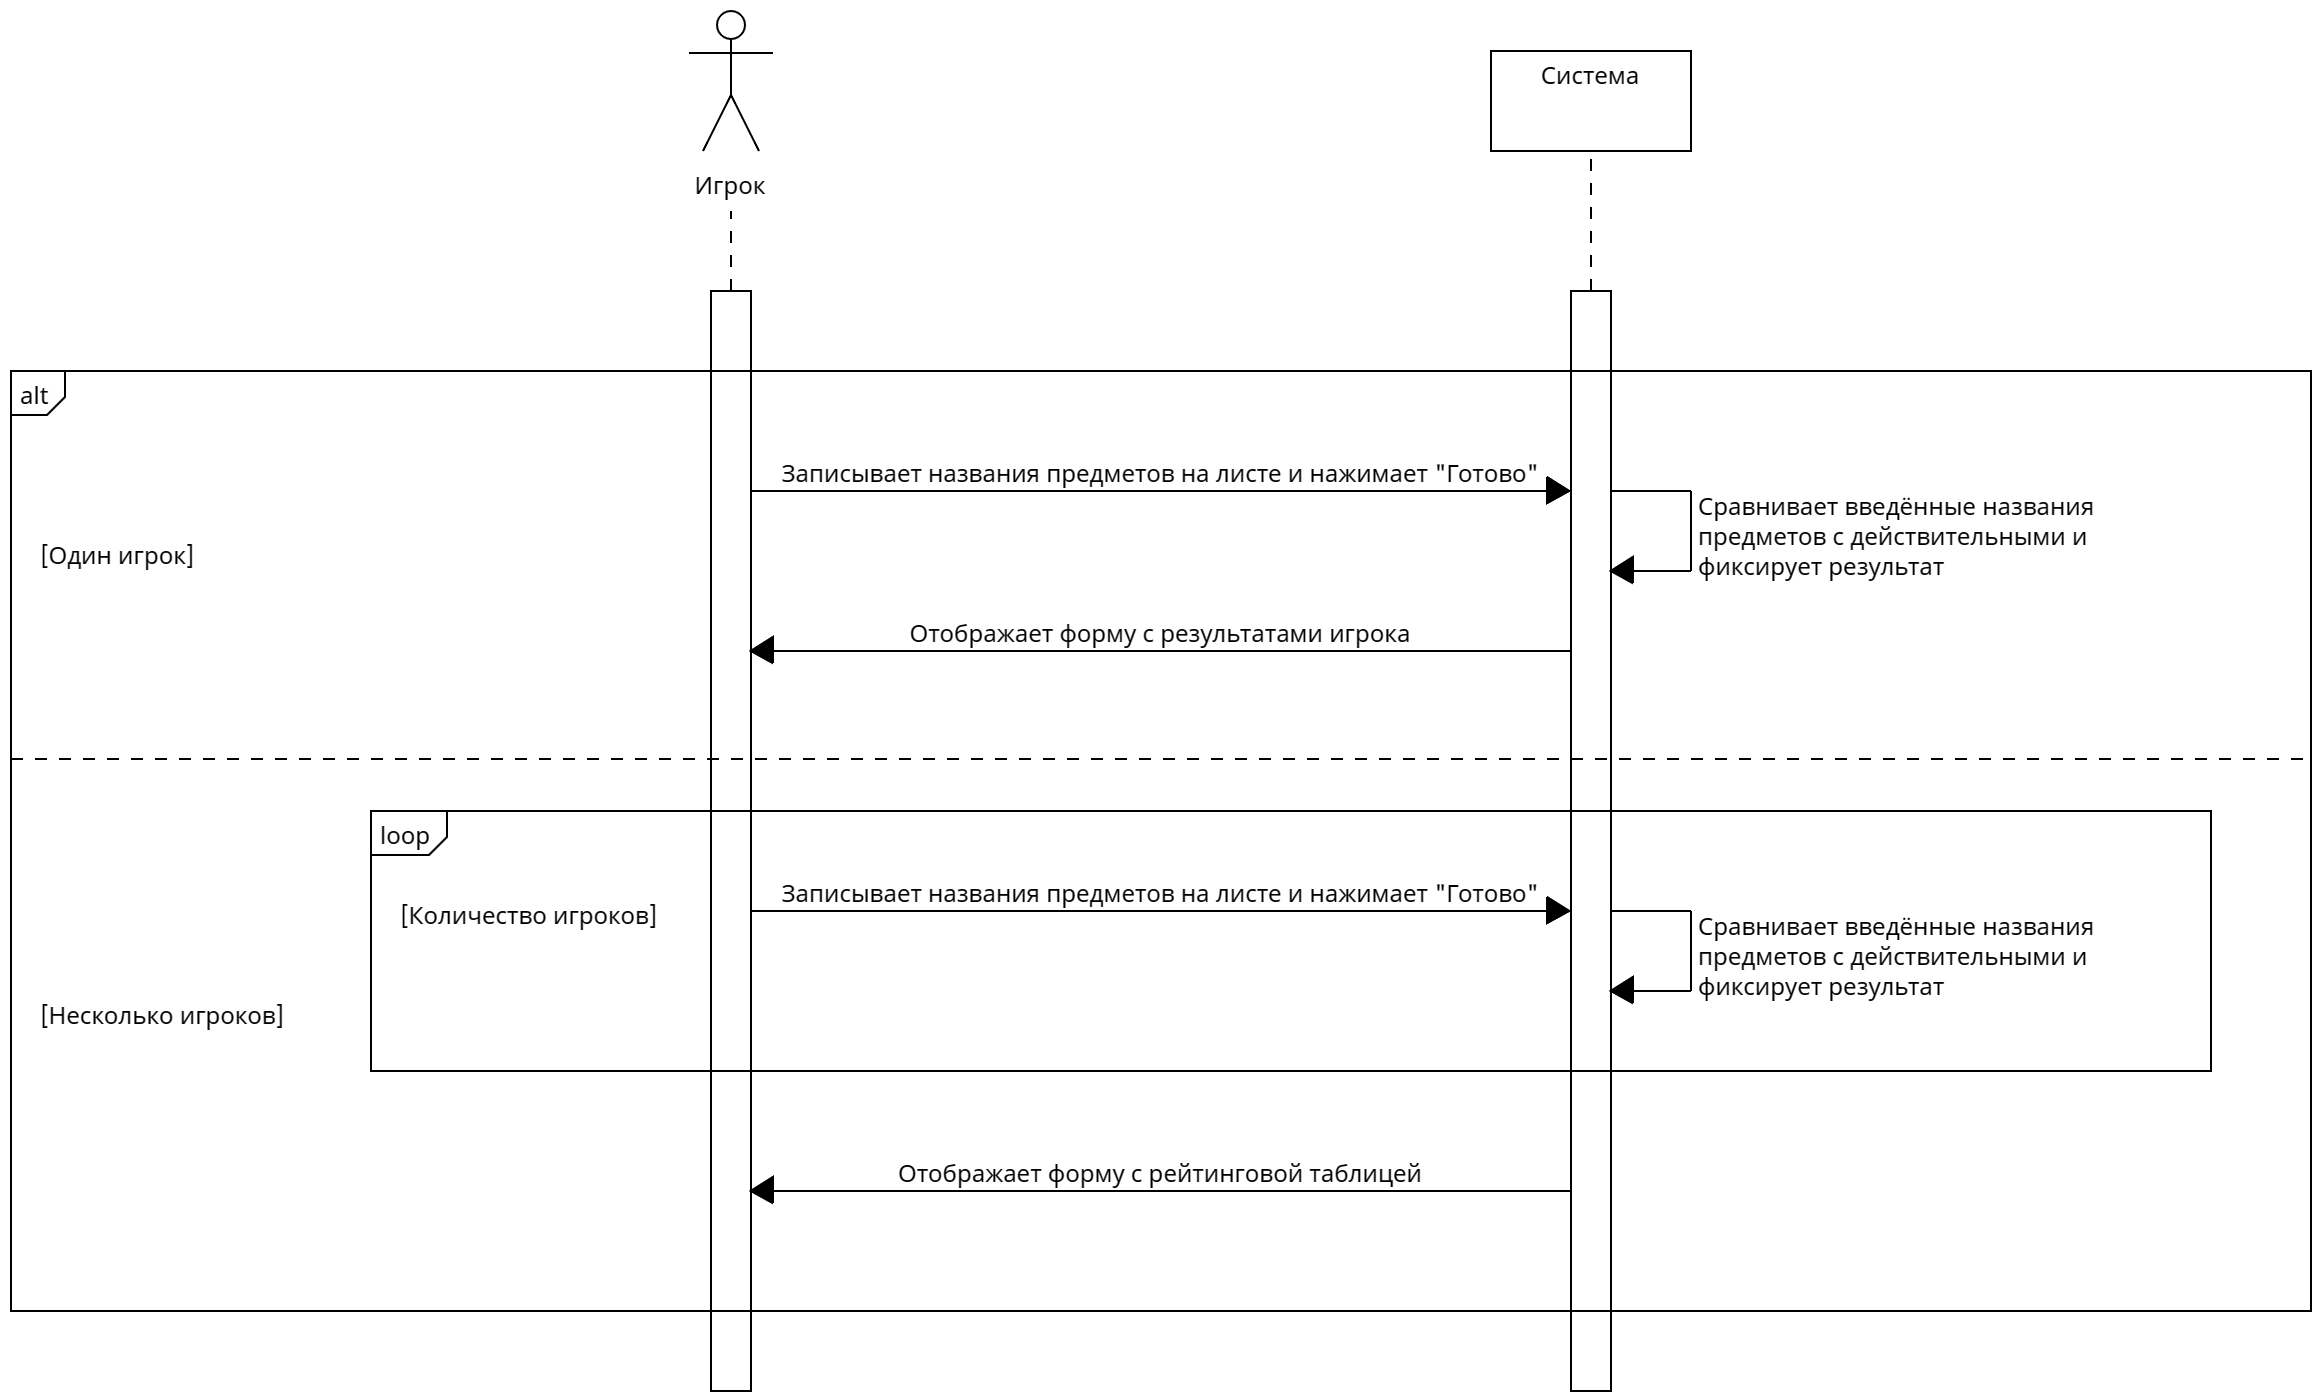 Игрок
Система
alt
Записывает названия предметов на листе и нажимает "Готово"
Сравнивает введённые названия
предметов с действительными и
фиксирует результат
[Один игрок]
Отображает форму с результатами игрока
loop
Записывает названия предметов на листе и нажимает "Готово"
[Количество игроков]
Сравнивает введённые названия
предметов с действительными и
фиксирует результат
[Несколько игроков]
Отображает форму с рейтинговой таблицей